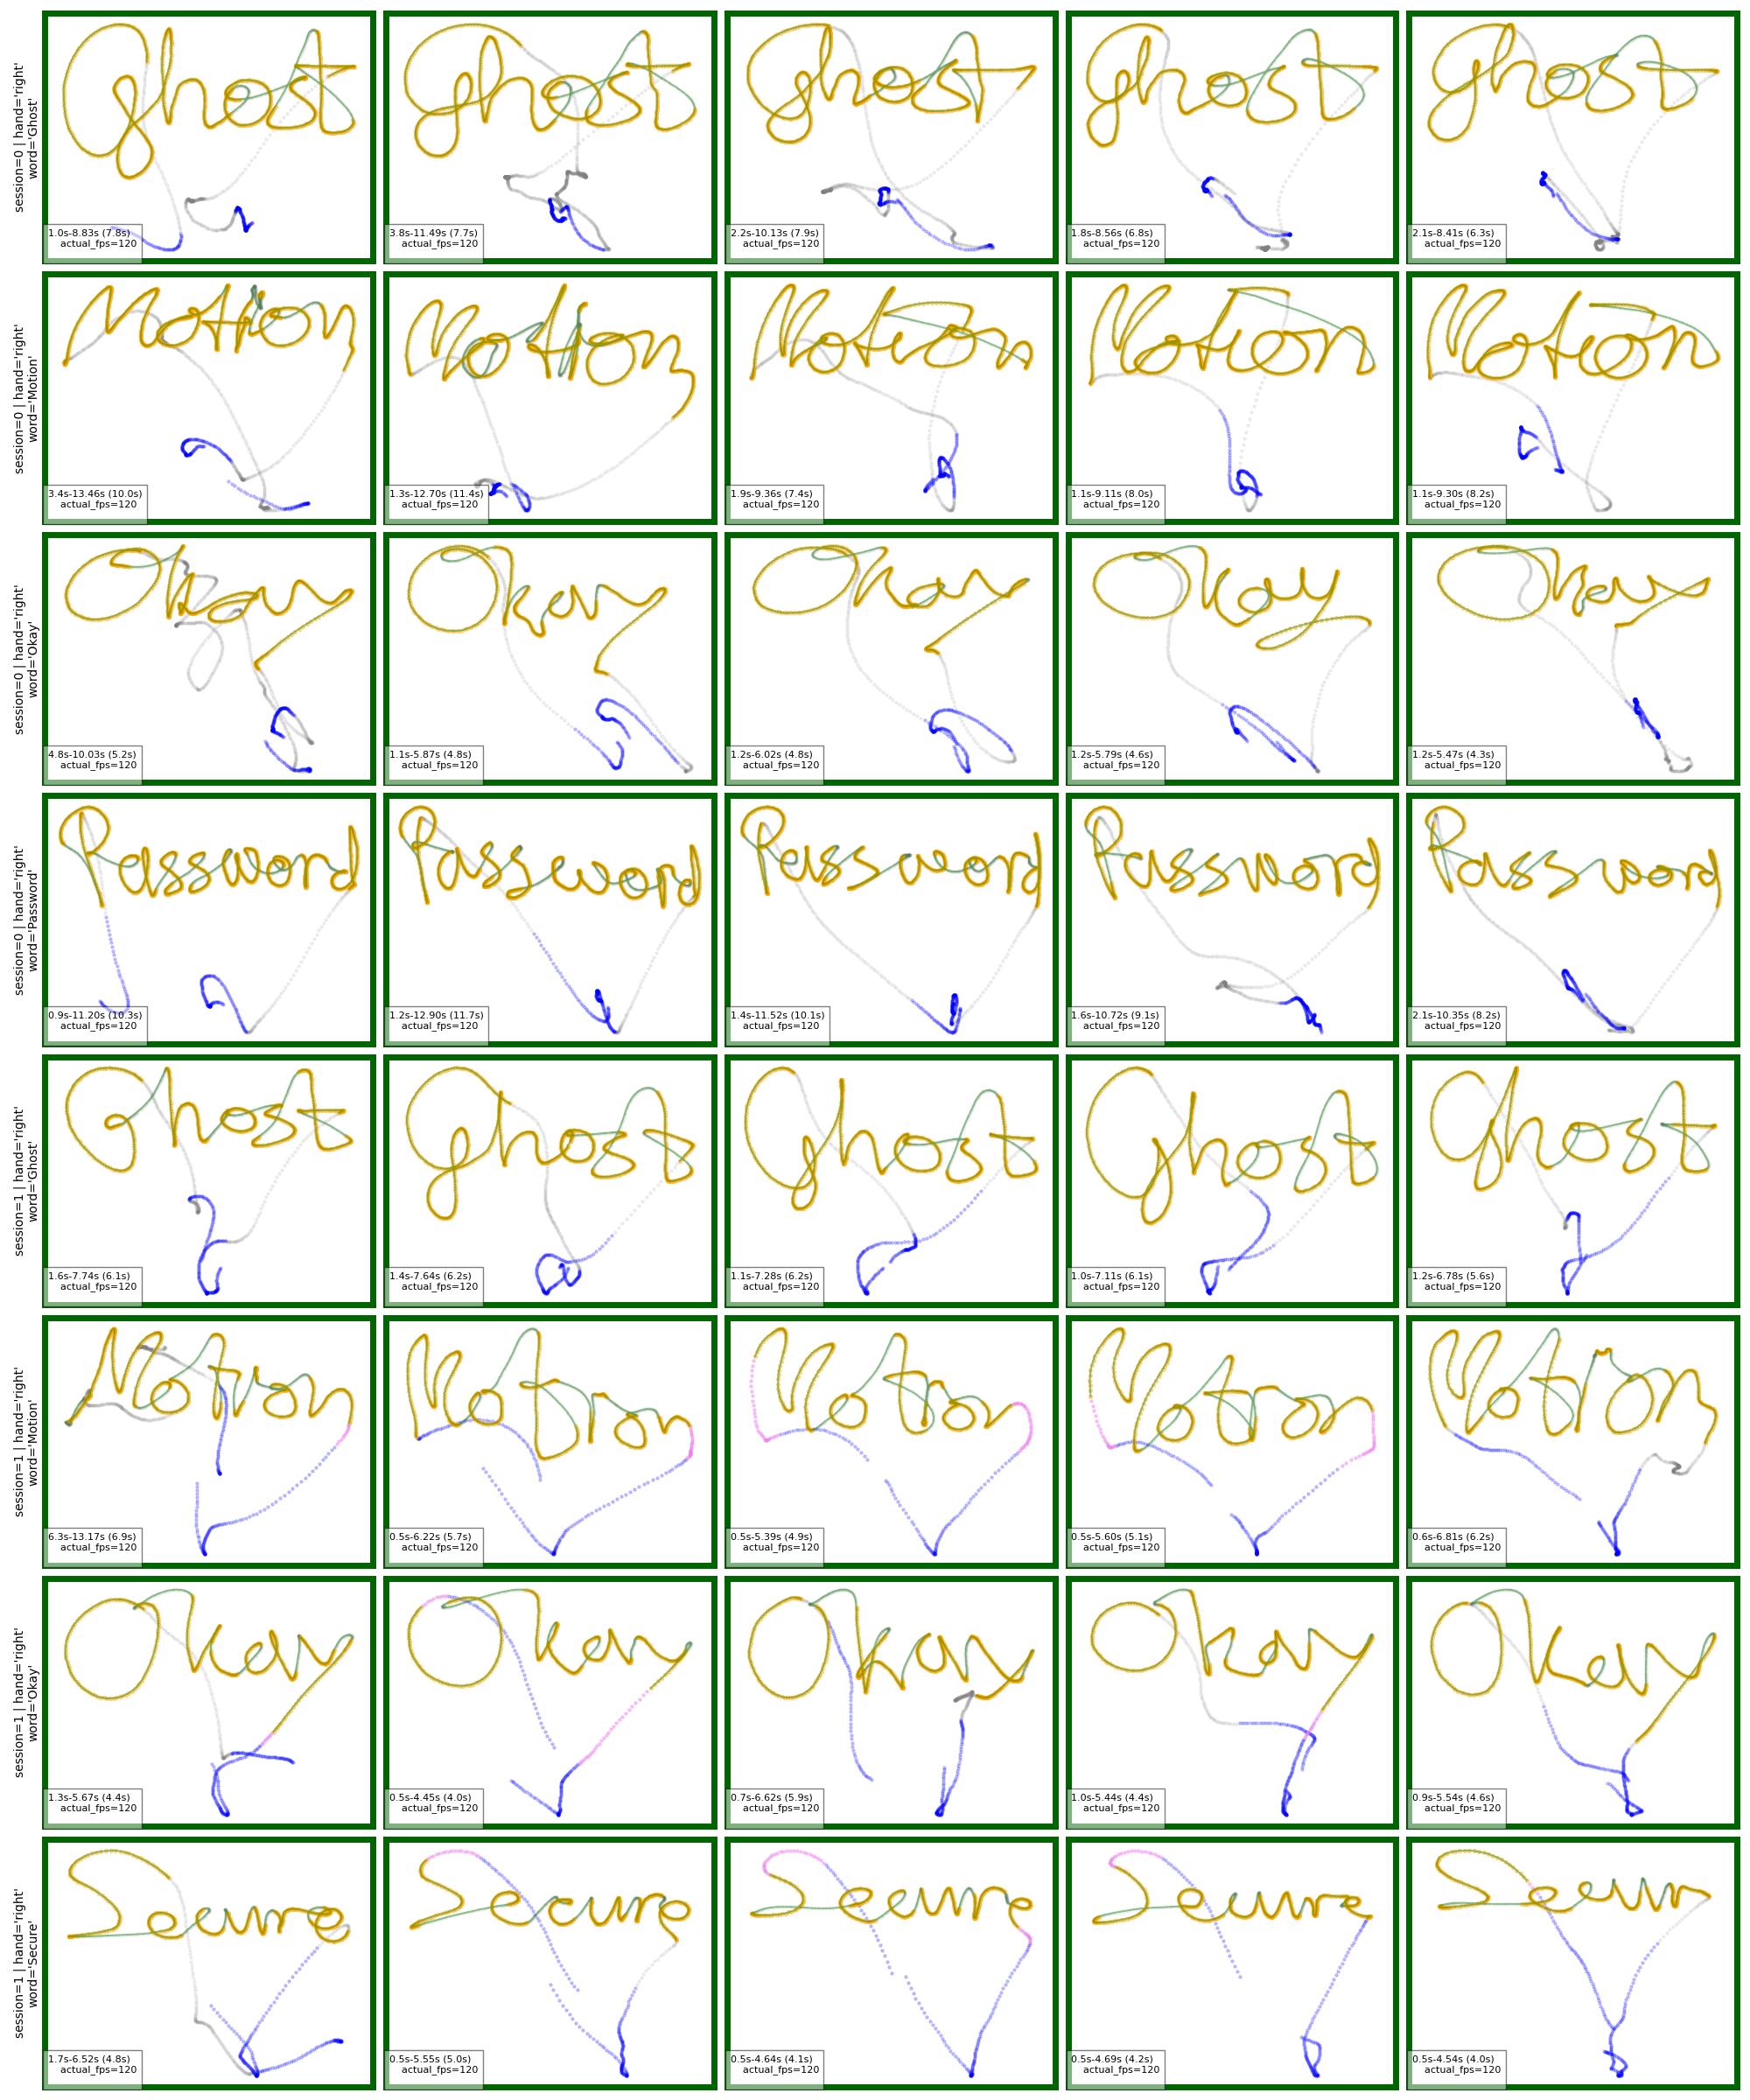 session=0 | hand='right'
word='Ghost'
Ghost Ghost Ghost Ghost Ghost
1.0s-8.83s (7.8s) 3.8s-11.49s (7.7s) 2.2s-10.13s (7.9s) 1.8s-8.56s (6.8s) 2.1s-8.41s (6.3s)
actual_fps=120 actual_fps=120 actual_fps=120 actual_fps=120 actual_fps=120
session=0 | hand='right'
word='Motion'
Motion Motion Motion Motion Motion
3.4s-13.46s (10.0s) 1.3s-12.70s (11.4s) 1.9s-9.36s (7.4s) 1.1s-9.11s (8.0s) 1.1s-9.30s (8.2s)
actual_fps=120 actual_fps=120 actual_fps=120 actual_fps=120 actual_fps=120
session=0 | hand='right'
word='Okay'
Okay Okay Okay Okay Okay
4.8s-10.03s (5.2s) 1.1s-5.87s (4.8s) 1.2s-6.02s (4.8s) 1.2s-5.79s (4.6s) 1.2s-5.47s (4.3s)
actual_fps=120 actual_fps=120 actual_fps=120 actual_fps=120 actual_fps=120
session=0 | hand='right'
word='Password'
Password Password Password Password Password
0.9s-11.20s (10.3s) 1.2s-12.90s (11.7s) 1.4s-11.52s (10.1s) 1.6s-10.72s (9.1s) 2.1s-10.35s (8.2s)
actual_fps=120 actual_fps=120 actual_fps=120 actual_fps=120 actual_fps=120
session=1 | hand='right'
word='Ghost'
Ghost Ghost Ghost Ghost Ghost
1.6s-7.74s (6.1s) 1.4s-7.64s (6.2s) 1.1s-7.28s (6.2s) 1.0s-7.11s (6.1s) 1.2s-6.78s (5.6s)
actual_fps=120 actual_fps=120 actual_fps=120 actual_fps=120 actual_fps=120
session=1 | hand='right'
word='Motion'
Motion Motion Motion Motion Motion
6.3s-13.17s (6.9s) 0.5s-6.22s (5.7s) 0.5s-5.39s (4.9s) 0.5s-5.60s (5.1s) 0.6s-6.81s (6.2s)
actual_fps=120 actual_fps=120 actual_fps=120 actual_fps=120 actual_fps=120
session=1 | hand='right'
word='Okay'
Okay Okay Okay Okay Okay
1.3s-5.67s (4.4s) 0.5s-4.45s (4.0s) 0.7s-6.62s (5.9s) 1.0s-5.44s (4.4s) 0.9s-5.54s (4.6s)
actual_fps=120 actual_fps=120 actual_fps=120 actual_fps=120 actual_fps=120
session=1 | hand='right'
word='Secure'
Secure Secure Secure Secure Secure
1.7s-6.52s (4.8s) 0.5s-5.55s (5.0s) 0.5s-4.64s (4.1s) 0.5s-4.69s (4.2s) 0.5s-4.54s (4.0s)
actual_fps=120 actual_fps=120 actual_fps=120 actual_fps=120 actual_fps=120